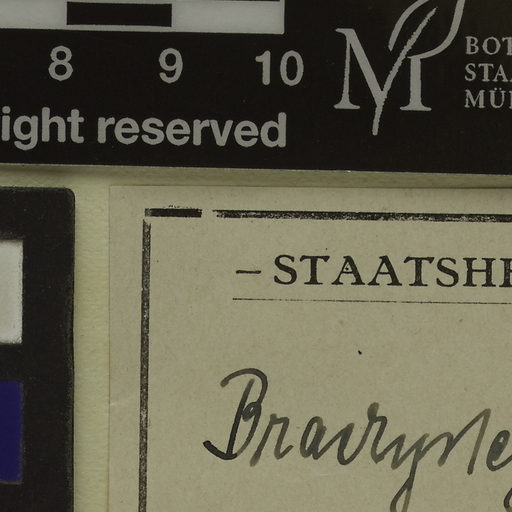 8 9 10
BOT
STA
MÜ
ight reserved
– STAATSHE